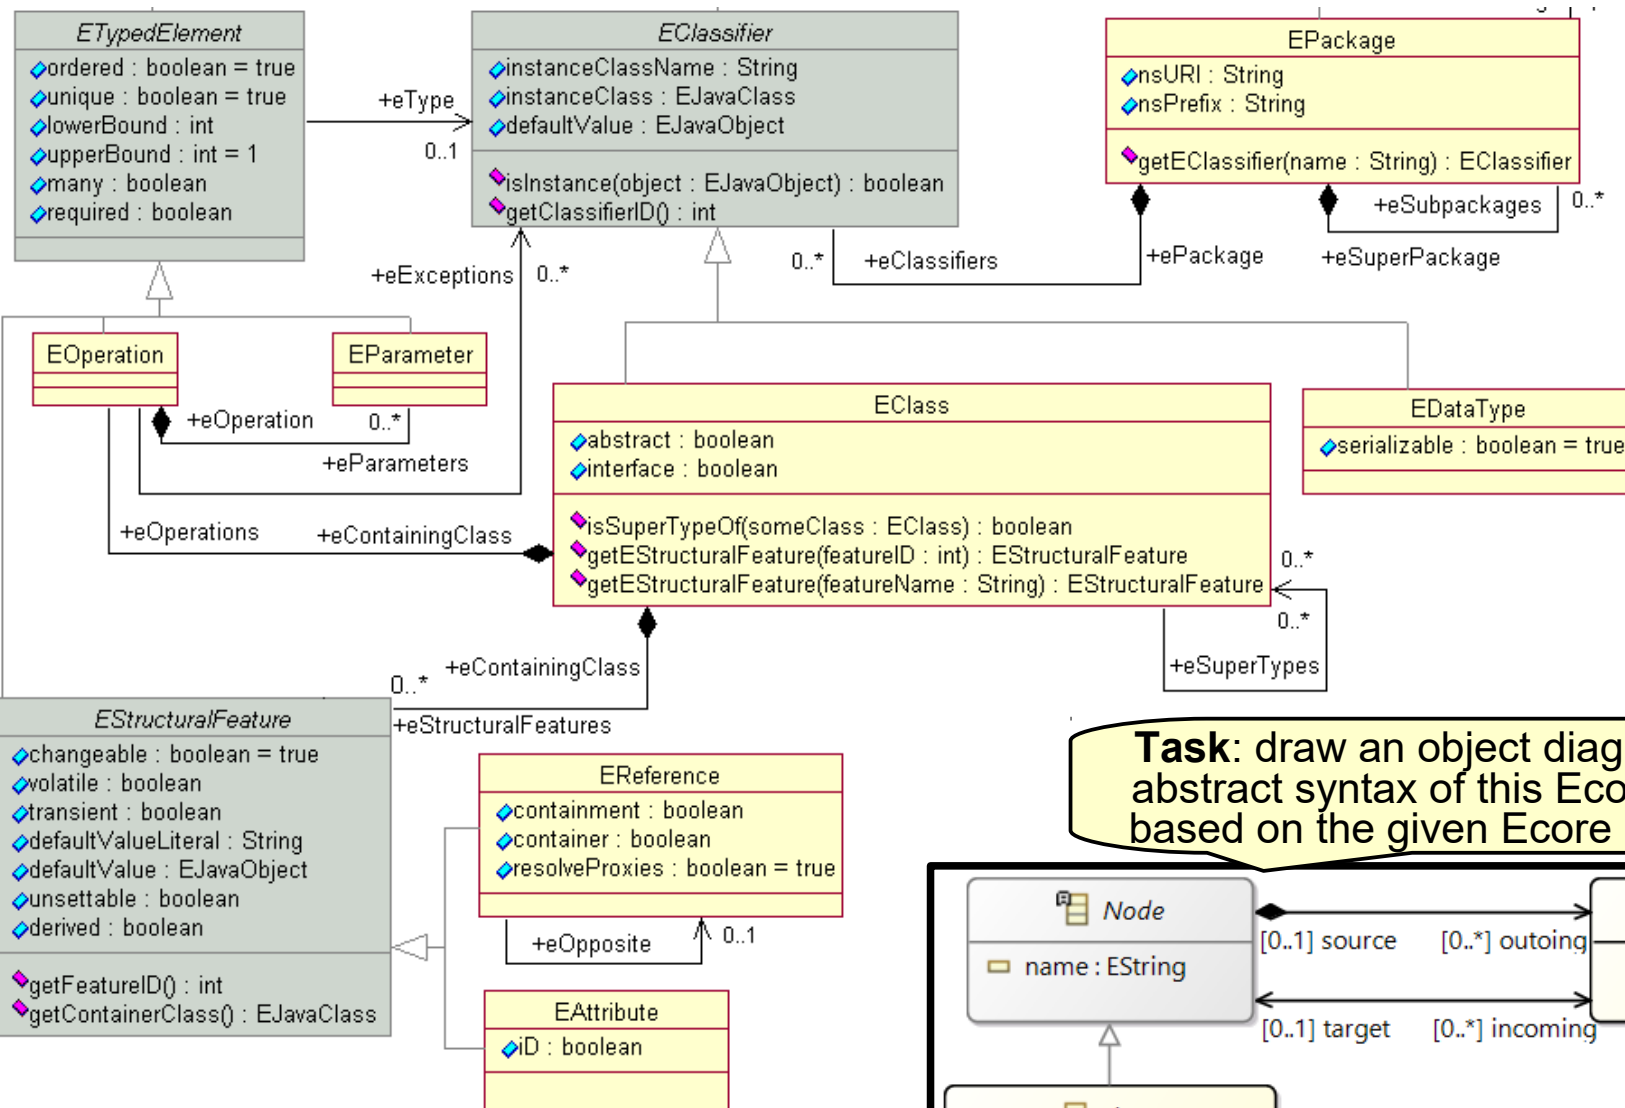 ETypedElement
ordered : boolean = true
unique : boolean = true
lowerBound : int
upperBound : int = 1
many : boolean
required : boolean
+eType
0..1
EClassifier
instanceClassName : String
instanceClass : EJavaClass
defaultValue : EJavaObject
isInstance(object : EJavaObject) : boolean
getClassifierID() : int
EPackage
nsURI : String
nsPrefix : String
getEClassifier(name : String) : EClassifier
+eSubpackages
0..*
+eSuperPackage
+ePackage
0..*
+eClassifiers
+eExceptions
0..*
EOperation
EParameter
+eOperation
0..*
+eParameters
+eOperations
+eContainingClass
EClass
abstract : boolean
interface : boolean
isSuperTypeOf(someClass : EClass) : boolean
getEStructuralFeature(featureID : int) : EStructuralFeature
getEStructuralFeature(featureName : String) : EStructuralFeature
EDataType
serializable : boolean = true
0..*
0..*
+eSuperTypes
+eContainingClass
0..*
+eStructuralFeatures
EStructuralFeature
changeable : boolean = true
volatile : boolean
transient : boolean
defaultValueLiteral : String
defaultValue : EJavaObject
unsettable : boolean
derived : boolean
getFeatureID() : int
getContainerClass() : EJavaClass
EReference
containment : boolean
container : boolean
resolveProxies : boolean = true
+eOpposite
0..1
EAttribute
iD : boolean
Task: draw an object diag
abstract syntax of this Eco
based on the given Ecore
Node
name : EString
[0..1] source
[0..*] outoing
[0..1] target
[0..*] incoming